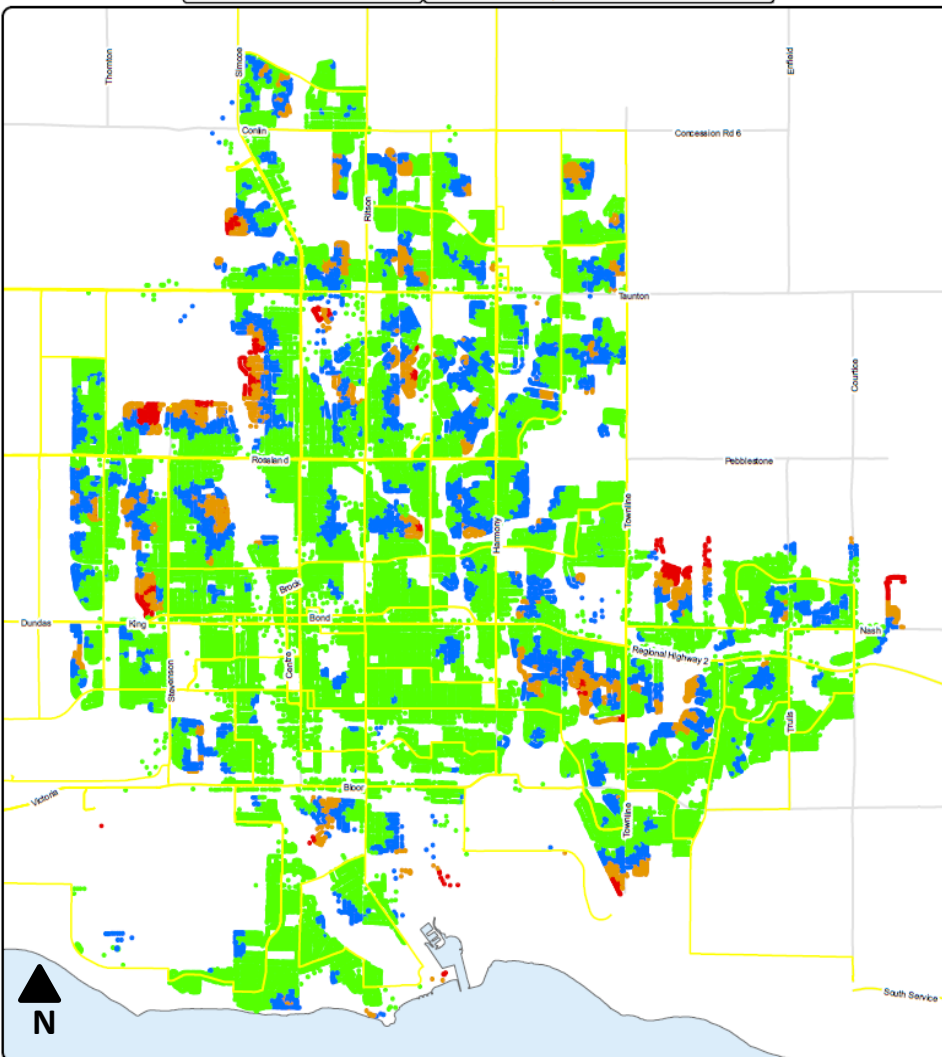 Thornton
Simcoe
Enfield
Conlin
Concession Rd 6
Ritson
Taunton
Courtice
Rossland
Pebblestone
Townline
Harmony
Brock
Bond
Dundas
King
Nash
Regional Highway 2
Centre
Stevenson
Trulls
Bloor
Victoria
Townline
South Service
N